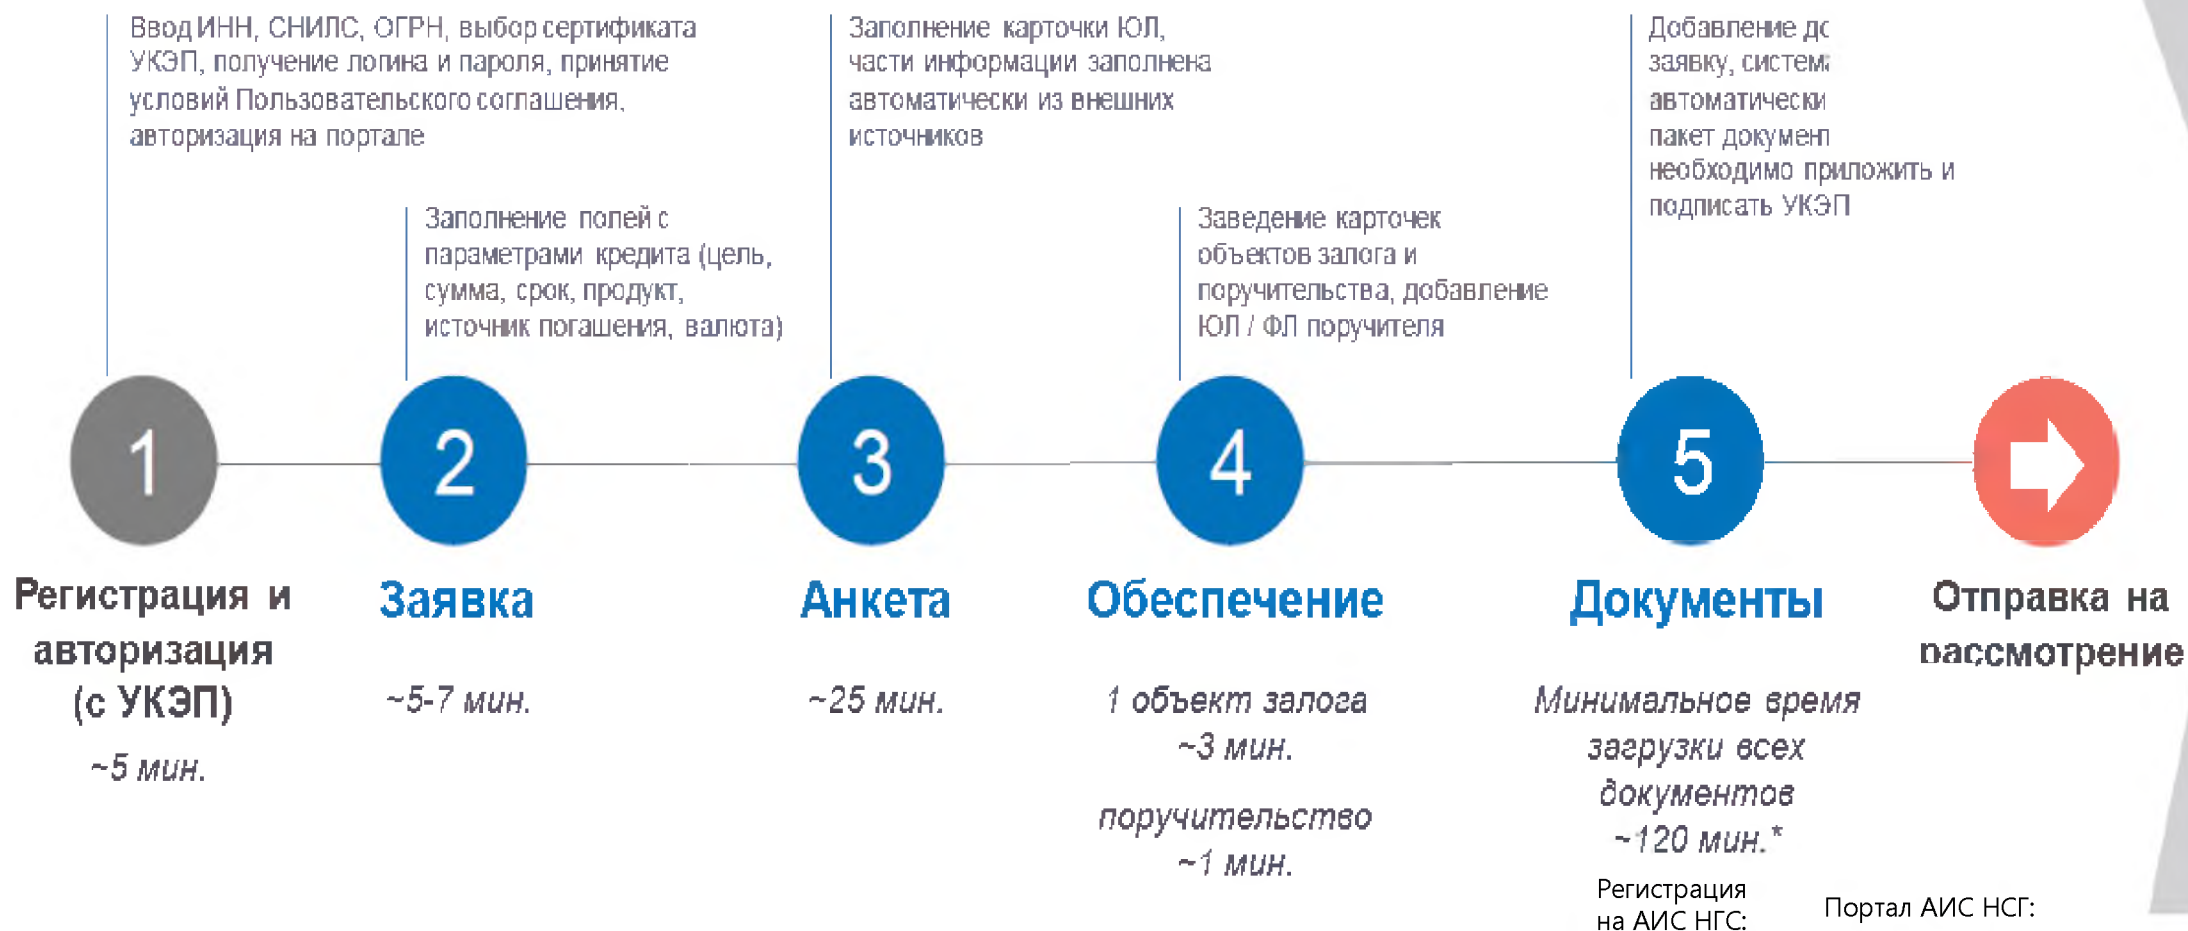 Ввод ИНН, СНИЛС, ОГРН, выбор сертификата
УКЭП, получение логина и пароля, принятие
условий Пользовательского соглашения,
авторизация на портале
Заполнение полей с
параметрами кредита (цель,
сумма, срок, продукт,
источник погашения, валюта)
Заполнение карточки ЮЛ,
части информации заполнена
автоматически из внешних
источников
Заведение карточек
объектов залога и
поручительства, добавление
ЮЛ / ФЛ поручителя
Добавление
заявку,
автоматически
пакет
необходимо приложить и
подписать УКЭП
1
2
3
4
5
Регистрация и
авторизация
(с УКЭП)
~5 мин.
Заявка
~5-7 мин.
Анкета
~25 мин.
Обеспечение
1 объект залога
~3 мин.
поручительство
~1 мин.
Документы
Минимальное время
загрузки всех
документов
~120 мин.*
Отправка на
рассмотрение
Регистрация
на АИС НГС:
Портал АИС НСГ: